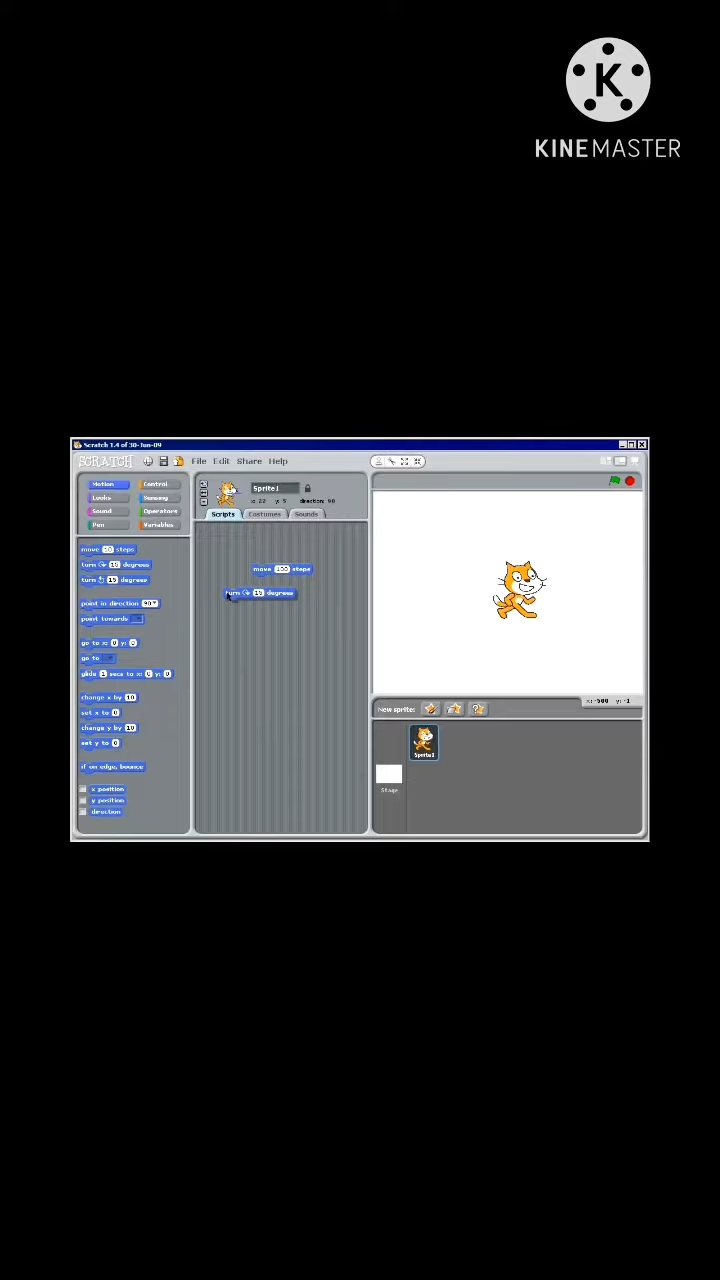 K
KINEMASTER
Scratch 1.4 of 30-Jun-09
SCRATCH File Edit Share Help
Motion Control
Looks Sensing
Sound Operators
Pen Variables
move 10 steps
turn 15 degrees
turn 15 degrees
point in direction 90
point towards
go to x: 0 y: 0
go to
glide 1 secs to x: 0 y: 0
change x by 10
set x to 0
change y by 10
set y to 0
if on edge, bounce
x position
y position
direction
Sprite1
x: 22 y: 5 direction: 90
Scripts Costumes Sounds
move 100 steps
turn 15 degrees
x: -500 y: -1
New sprite:
Sprite1
Stage